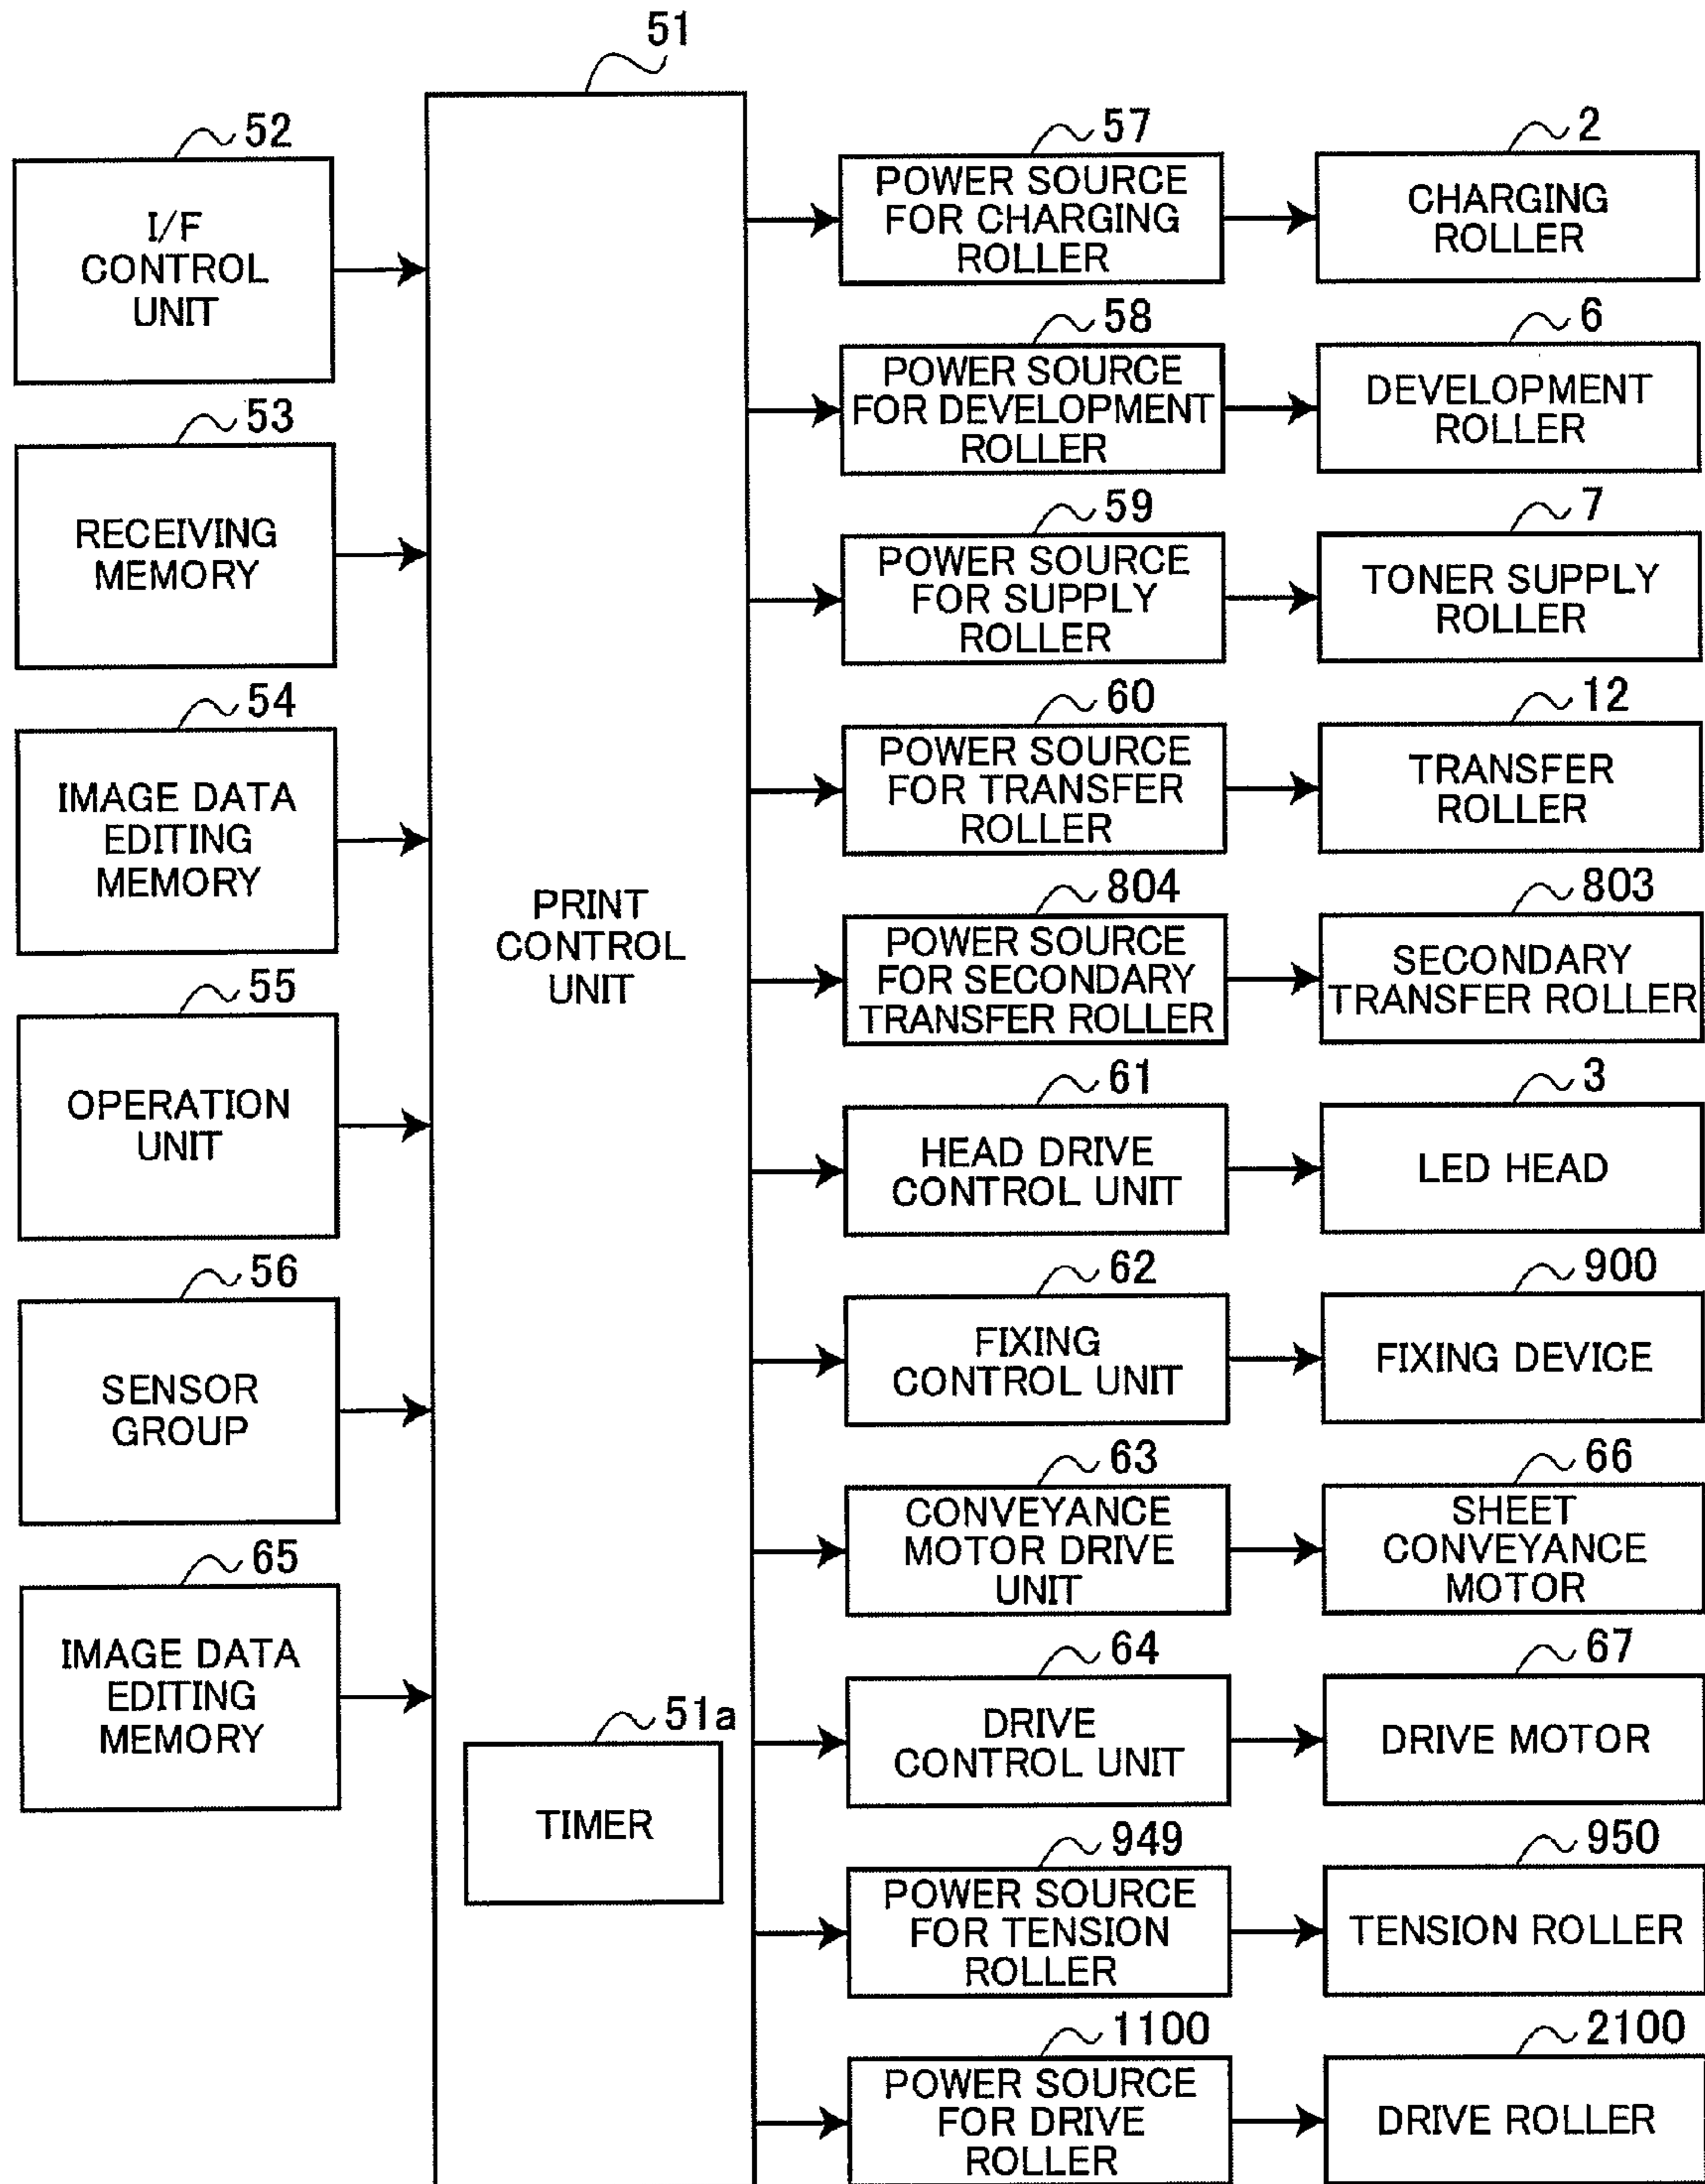 51
52
I/F
CONTROL
UNIT
53
RECEIVING
MEMORY
54
IMAGE DATA
EDITING
MEMORY
55
OPERATION
UNIT
56
SENSOR
GROUP
65
IMAGE DATA
EDITING
MEMORY
PRINT
CONTROL
UNIT
51a
TIMER
57
POWER SOURCE
FOR CHARGING
ROLLER
2
CHARGING
ROLLER
58
POWER SOURCE
FOR DEVELOPMENT
ROLLER
6
DEVELOPMENT
ROLLER
59
POWER SOURCE
FOR SUPPLY
ROLLER
7
TONER SUPPLY
ROLLER
60
POWER SOURCE
FOR TRANSFER
ROLLER
12
TRANSFER
ROLLER
804
POWER SOURCE
FOR SECONDARY
TRANSFER ROLLER
803
SECONDARY
TRANSFER ROLLER
61
HEAD DRIVE
CONTROL UNIT
3
LED HEAD
62
FIXING
CONTROL UNIT
900
FIXING DEVICE
63
CONVEYANCE
MOTOR DRIVE
UNIT
66
SHEET
CONVEYANCE
MOTOR
64
DRIVE
CONTROL UNIT
67
DRIVE MOTOR
949
POWER SOURCE
FOR TENSION
ROLLER
950
TENSION ROLLER
1100
POWER SOURCE
FOR DRIVE
ROLLER
2100
DRIVE ROLLER